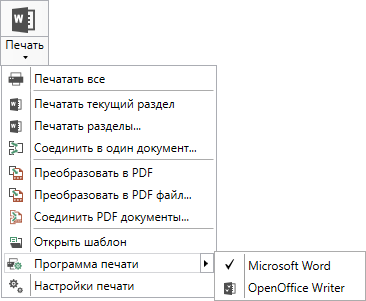 Печать
Печатать все
Печатать текущий раздел
Печатать разделы...
Соединить в один документ...
Преобразовать в PDF
Преобразовать в PDF файл...
Соединить PDF документы...
Открыть шаблон
Программа печати
Microsoft Word
OpenOffice Writer
Настройки печати